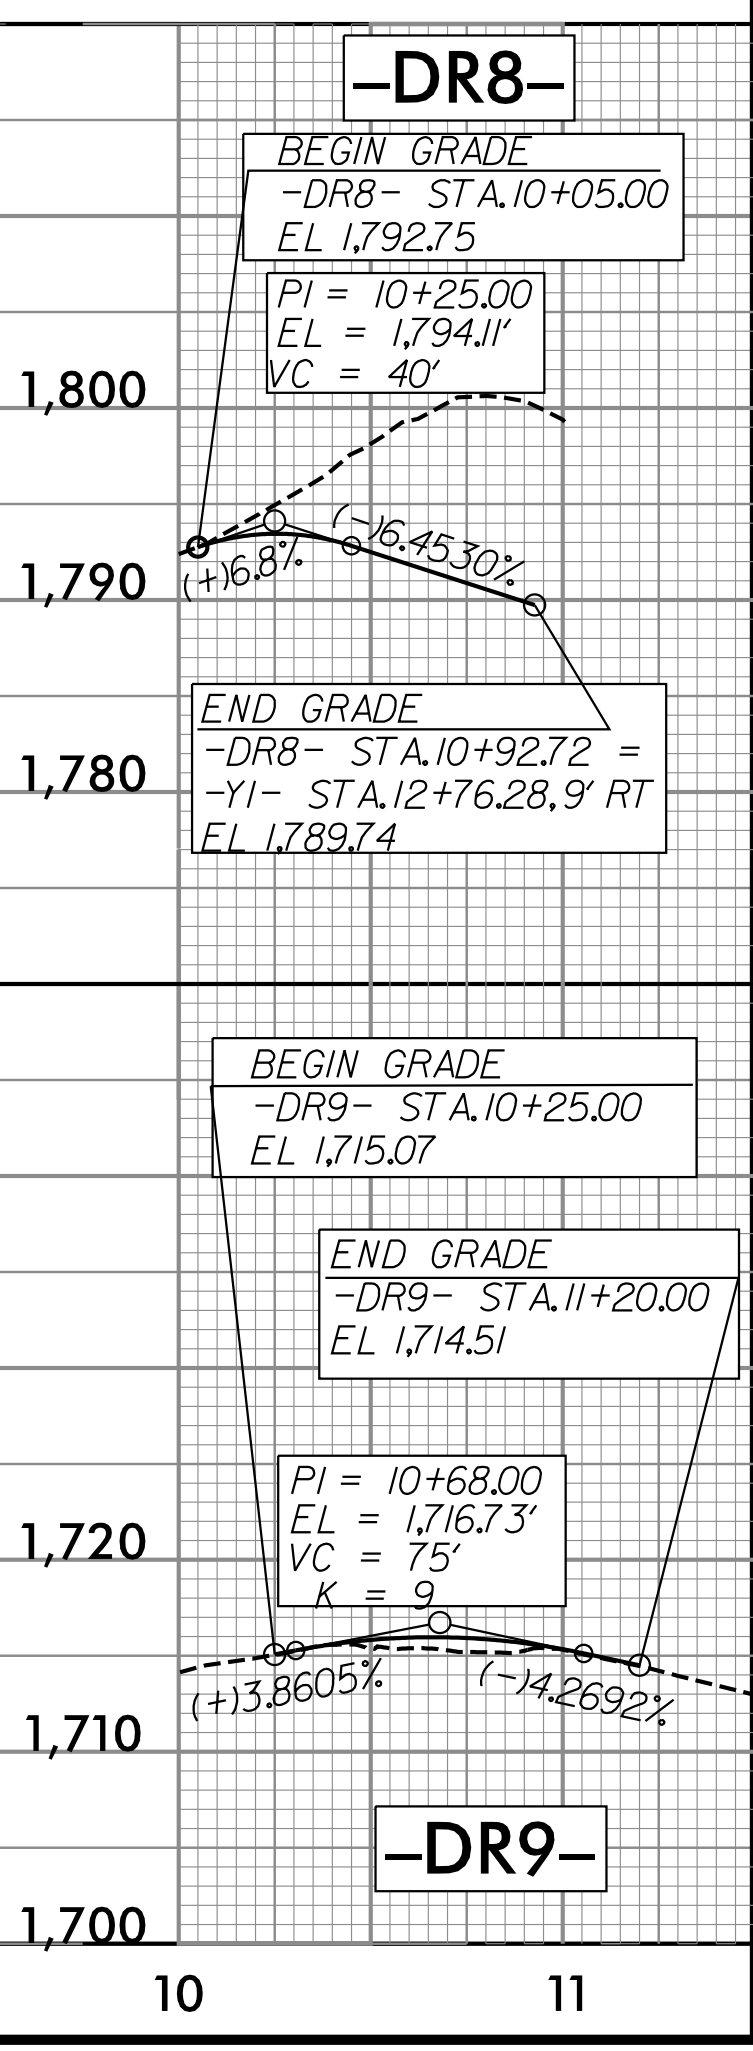 –DR8–
BEGIN GRADE
-DR8- STA. 10+05.00
EL 1,792.75
PI = 10+25.00
EL = 1,794.11'
VC = 40'
1,800
(+)6.8%
(-)6.4530%
1,790
END GRADE
-DR8- STA. 10+92.72 =
-Y1- STA. 12+76.28, 9' RT
EL 1,789.74
1,780
BEGIN GRADE
-DR9- STA. 10+25.00
EL 1,715.07
END GRADE
-DR9- STA. 11+20.00
EL 1,714.51
PI = 10+68.00
EL = 1,716.73'
VC = 75'
K = 9
1,720
(+)3.8605%
(-)4.2692%
1,710
–DR9–
1,700
10 11